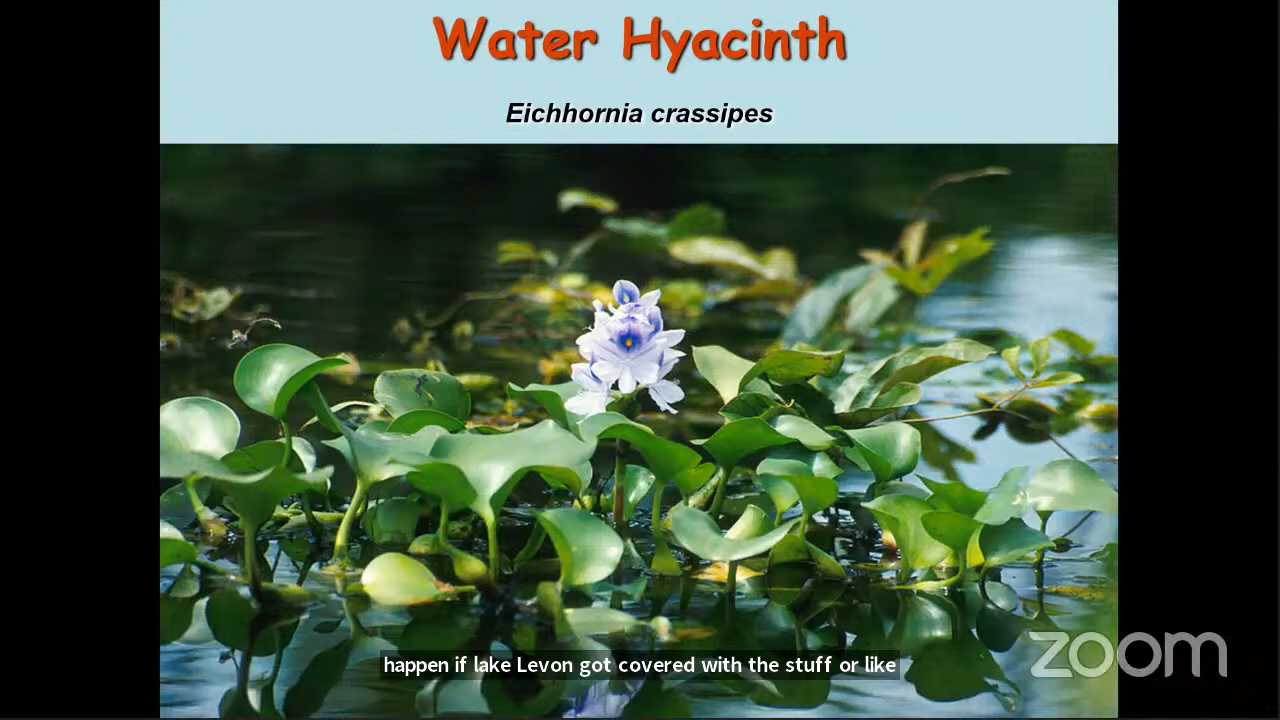 Water Hyacinth
Eichhornia crassipes
happen if lake Levon got covered with the stuff or like
zoom